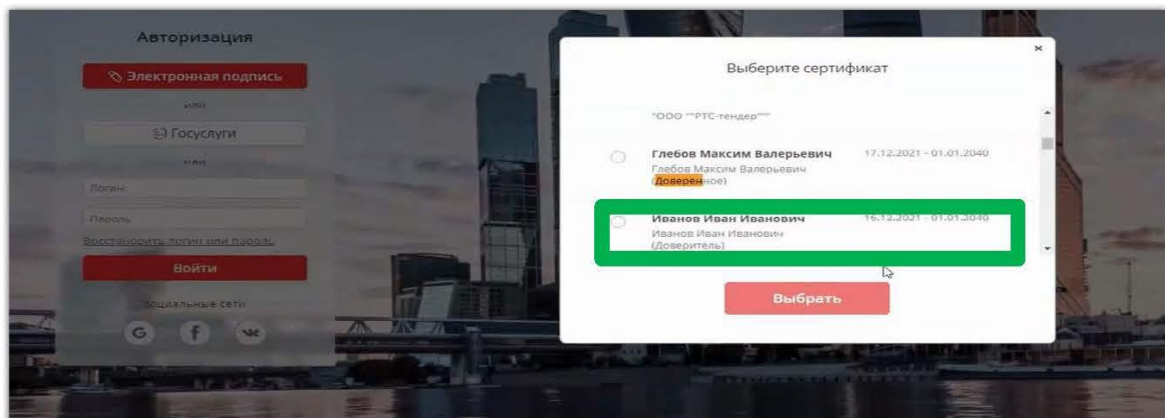 Авторизация
Электронная подпись
или
Госуслуги
или
Логин
Пароль
Восстановить логин или пароль
Войти
Социальные сети
G f
×
Выберите сертификат
"ООО ""РТС-тендер"""
Глебов Максим Валерьевич 17.12.2021 - 01.01.2040
Глебов Максим Валерьевич
(Доверенное)
Иванов Иван Иванович 16.12.2021 - 01.01.2040
Иванов Иван Иванович
(Доверитель)
Выбрать